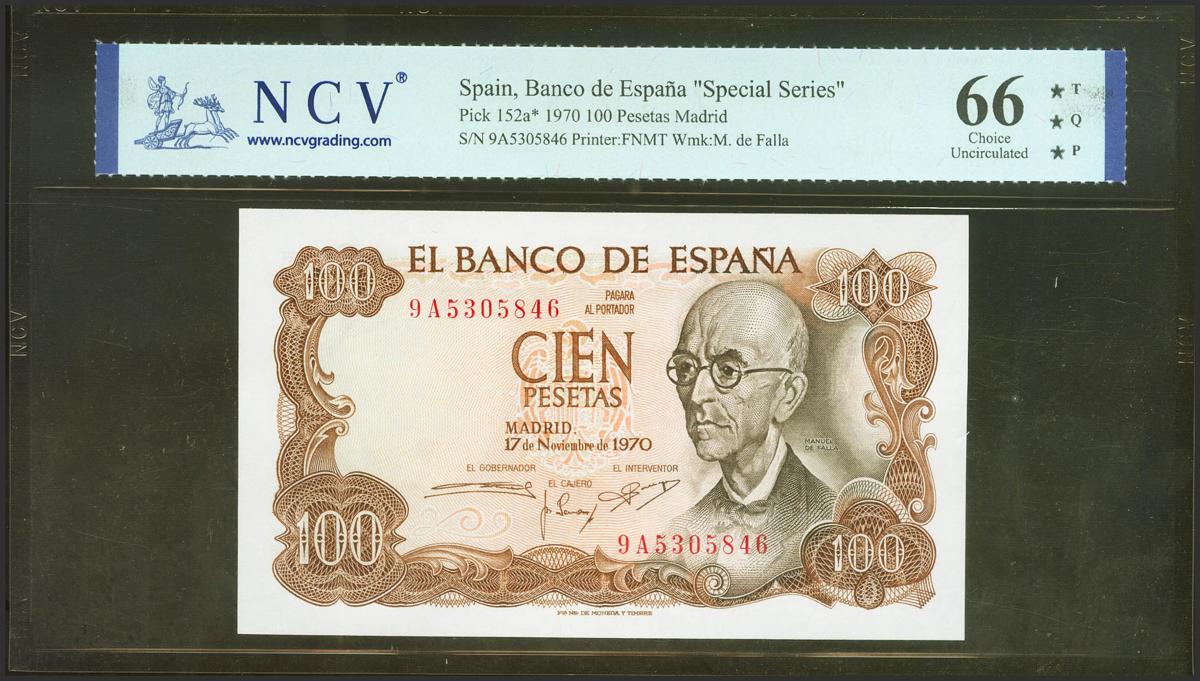 NCV®
www.ncvgrading.com
Spain, Banco de España "Special Series"
Pick 152a* 1970 100 Pesetas Madrid
S/N 9A5305846 Printer:FNMT Wmk:M. de Falla
66
Choice
Uncirculated
★ T
★ Q
★ P
NCV
NCV
NCV
100
EL BANCO DE ESPAÑA
100
9A5305846
PAGARA
AL PORTADOR
CIEN
PESETAS
MADRID.
17 de Noviembre de 1970
MANUEL
DE FALLA
EL GOBERNADOR
EL INTERVENTOR
EL CAJERO
100
9A5305846
100
DE MONEDA Y TIMBRE